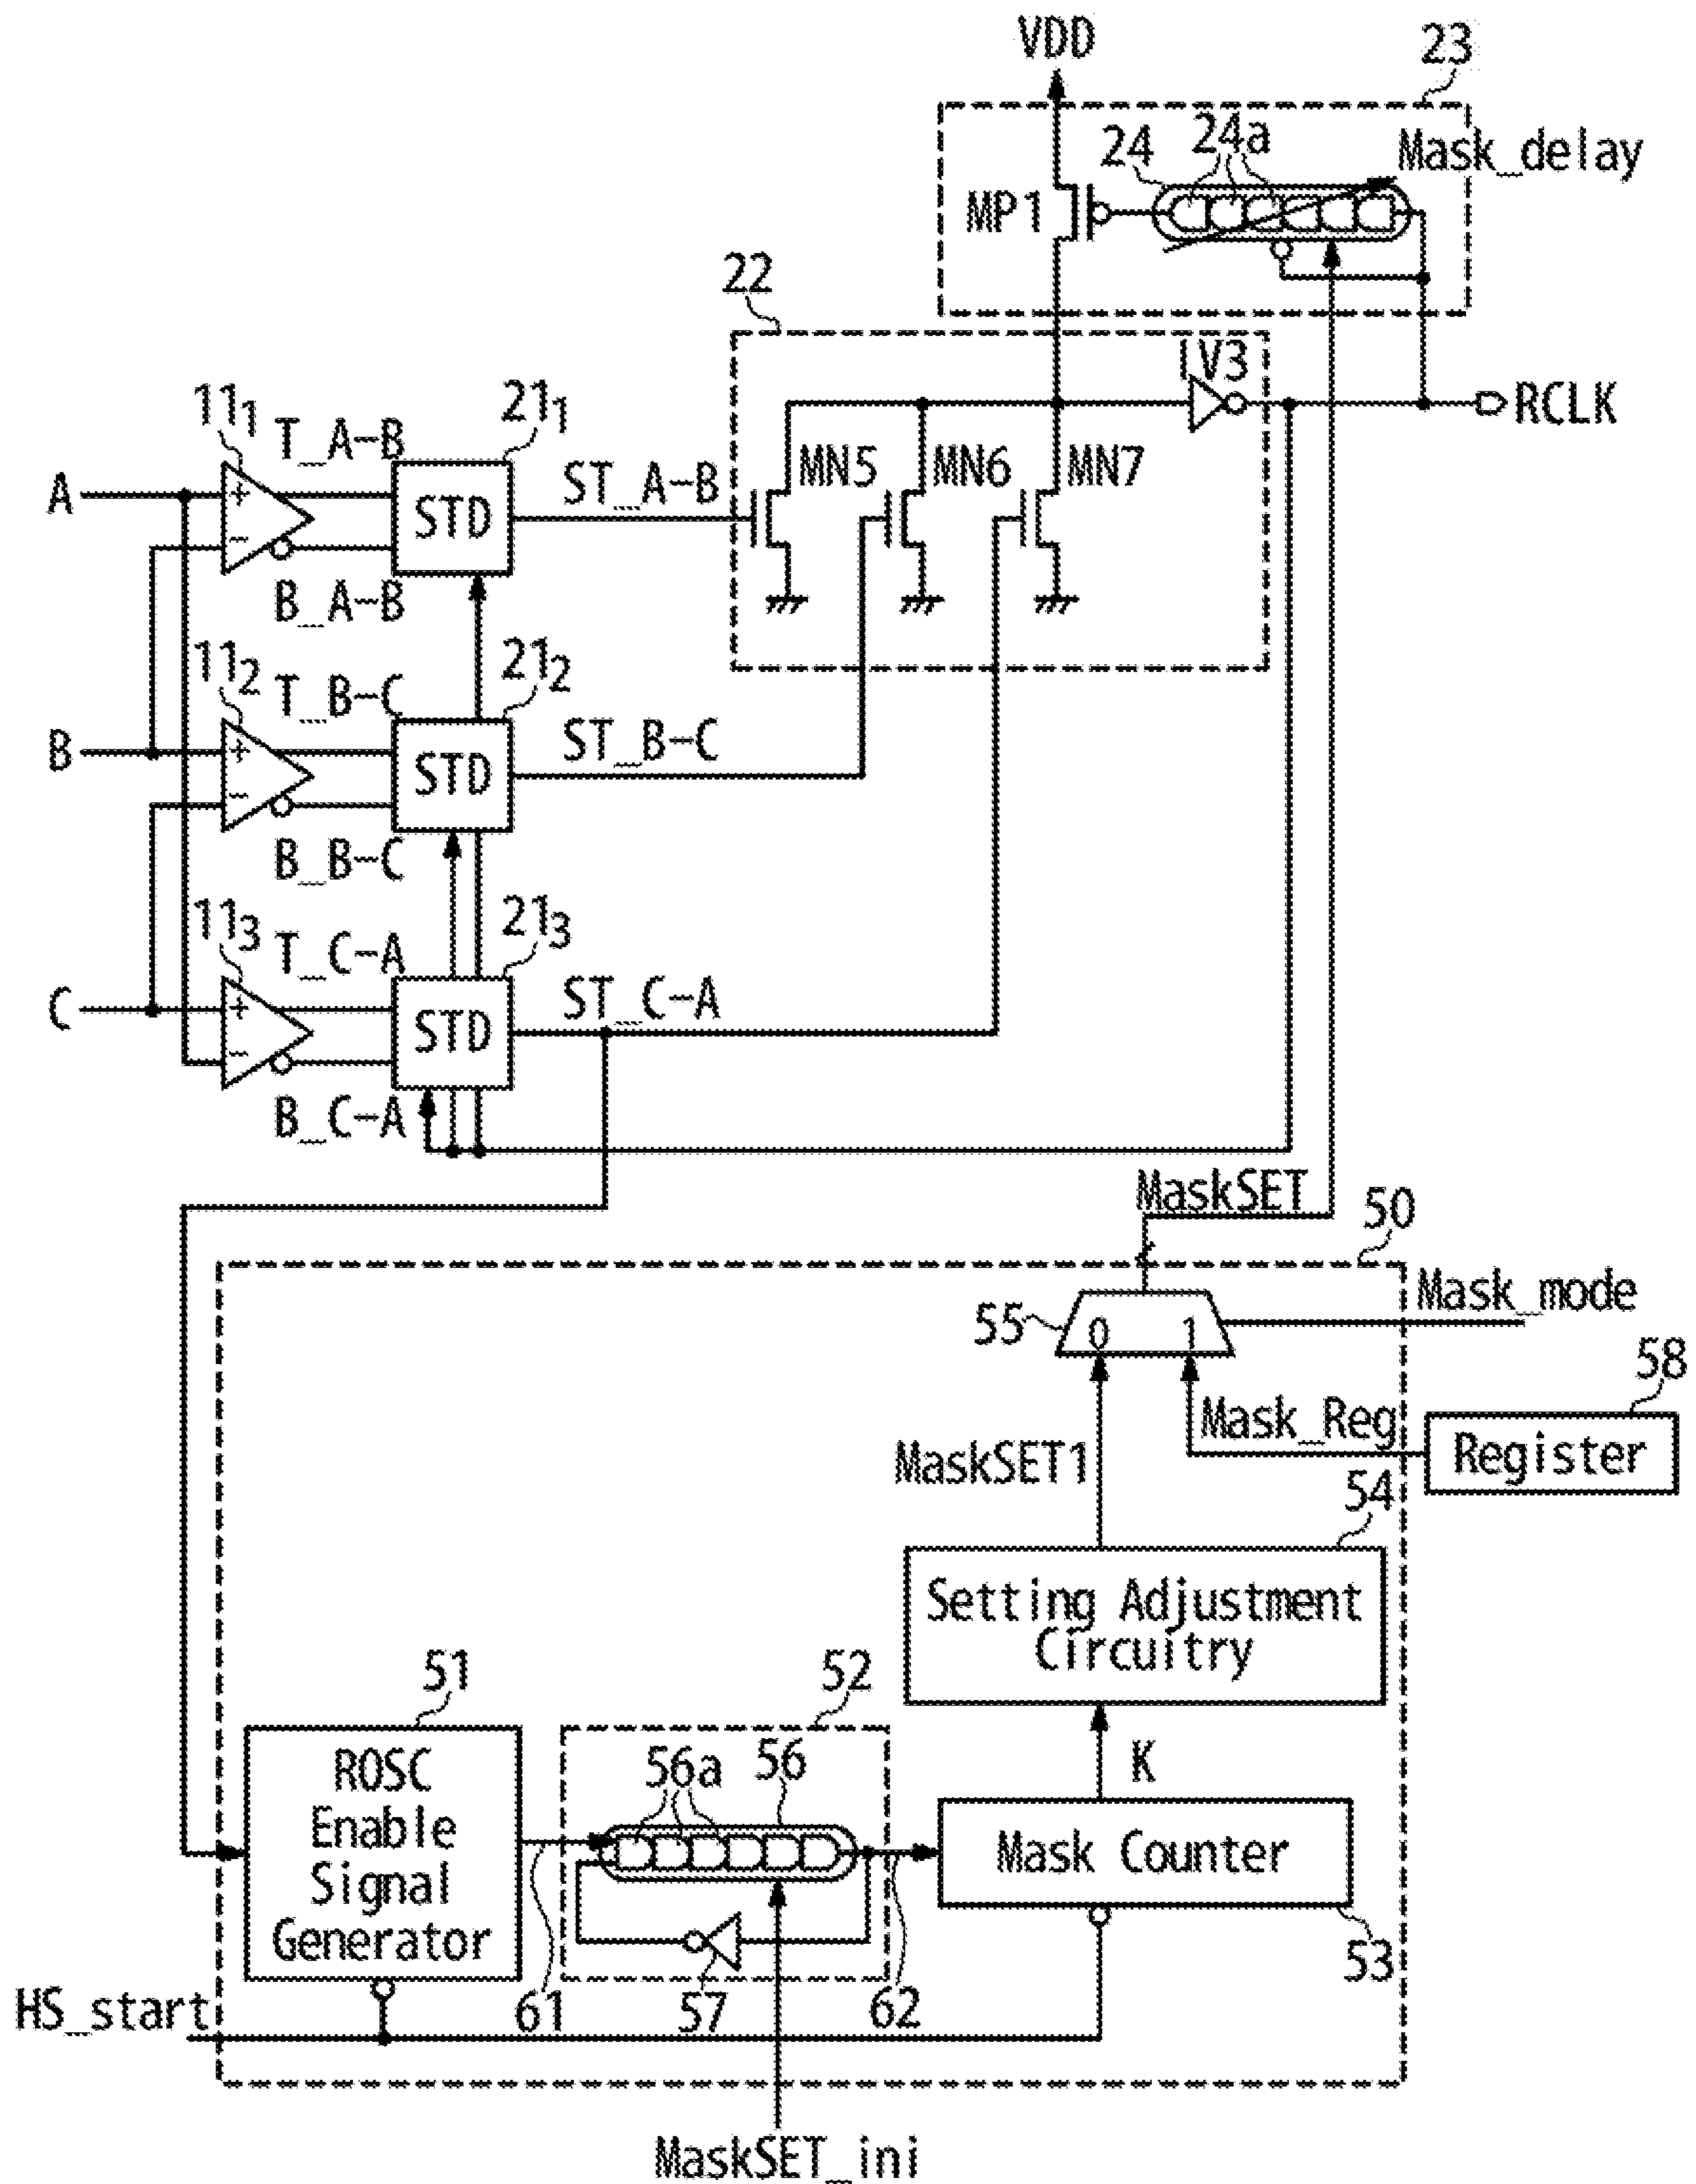 VDD
23
24
24a
Mask_delay
MP1
22
IV3
RCLK
11₁
T_A-B
21₁
A
+
−
STD
ST_A-B
MN5
MN6
MN7
B_A-B
11₂
T_B-C
21₂
B
+
−
STD
ST_B-C
B_B-C
11₃
T_C-A
21₃
C
+
−
STD
ST_C-A
B_C-A
MaskSET
50
55
0
1
Mask_mode
58
Mask_Reg
Register
MaskSET1
54
Setting Adjustment
Circuitry
51
52
ROSC
Enable
Signal
Generator
56a
56
K
Mask Counter
53
HS_start
61
57
62
MaskSET_ini